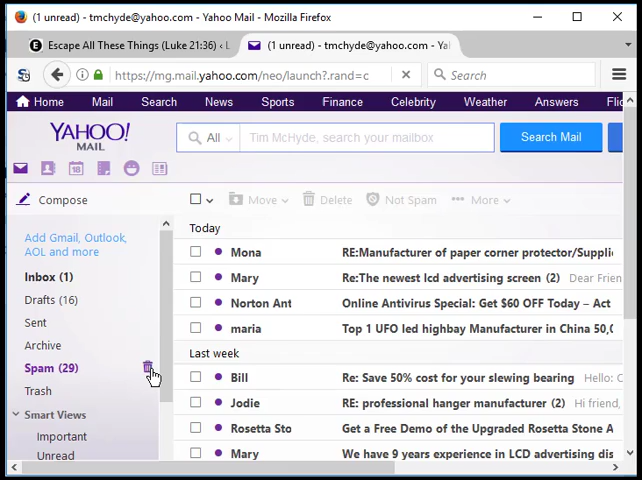 (1 unread) - tmchyde@yahoo.com - Yahoo Mail - Mozilla Firefox
Escape All These Things (Luke 21:36) ‹ L
(1 unread) - tmchyde@yahoo.com - Ya
https://mg.mail.yahoo.com/neo/launch?.rand=c
Search
Home Mail Search News Sports Finance Celebrity Weather Answers Flic
YAHOO!
MAIL
All
Tim McHyde, search your mailbox
Search Mail
18
Compose
Move Delete Not Spam More
Add Gmail, Outlook,
AOL and more
Inbox (1)
Drafts (16)
Sent
Archive
Spam (29)
Trash
Smart Views
Important
Unread
Today
Mona RE:Manufacturer of paper corner protector/Supplie
Mary Re:The newest lcd advertising screen (2) Dear Frien
Norton Ant Online Antivirus Special: Get $60 OFF Today – Act
maria Top 1 UFO led highbay Manufacturer in China 50,0
Last week
Bill Re: Save 50% cost for your slewing bearing Hello: C
Jodie RE: professional hanger manufacturer (2) Hi friend,
Rosetta Sto Get a Free Demo of the Upgraded Rosetta Stone A
Mary We have 9 years experience in LCD advertising dis